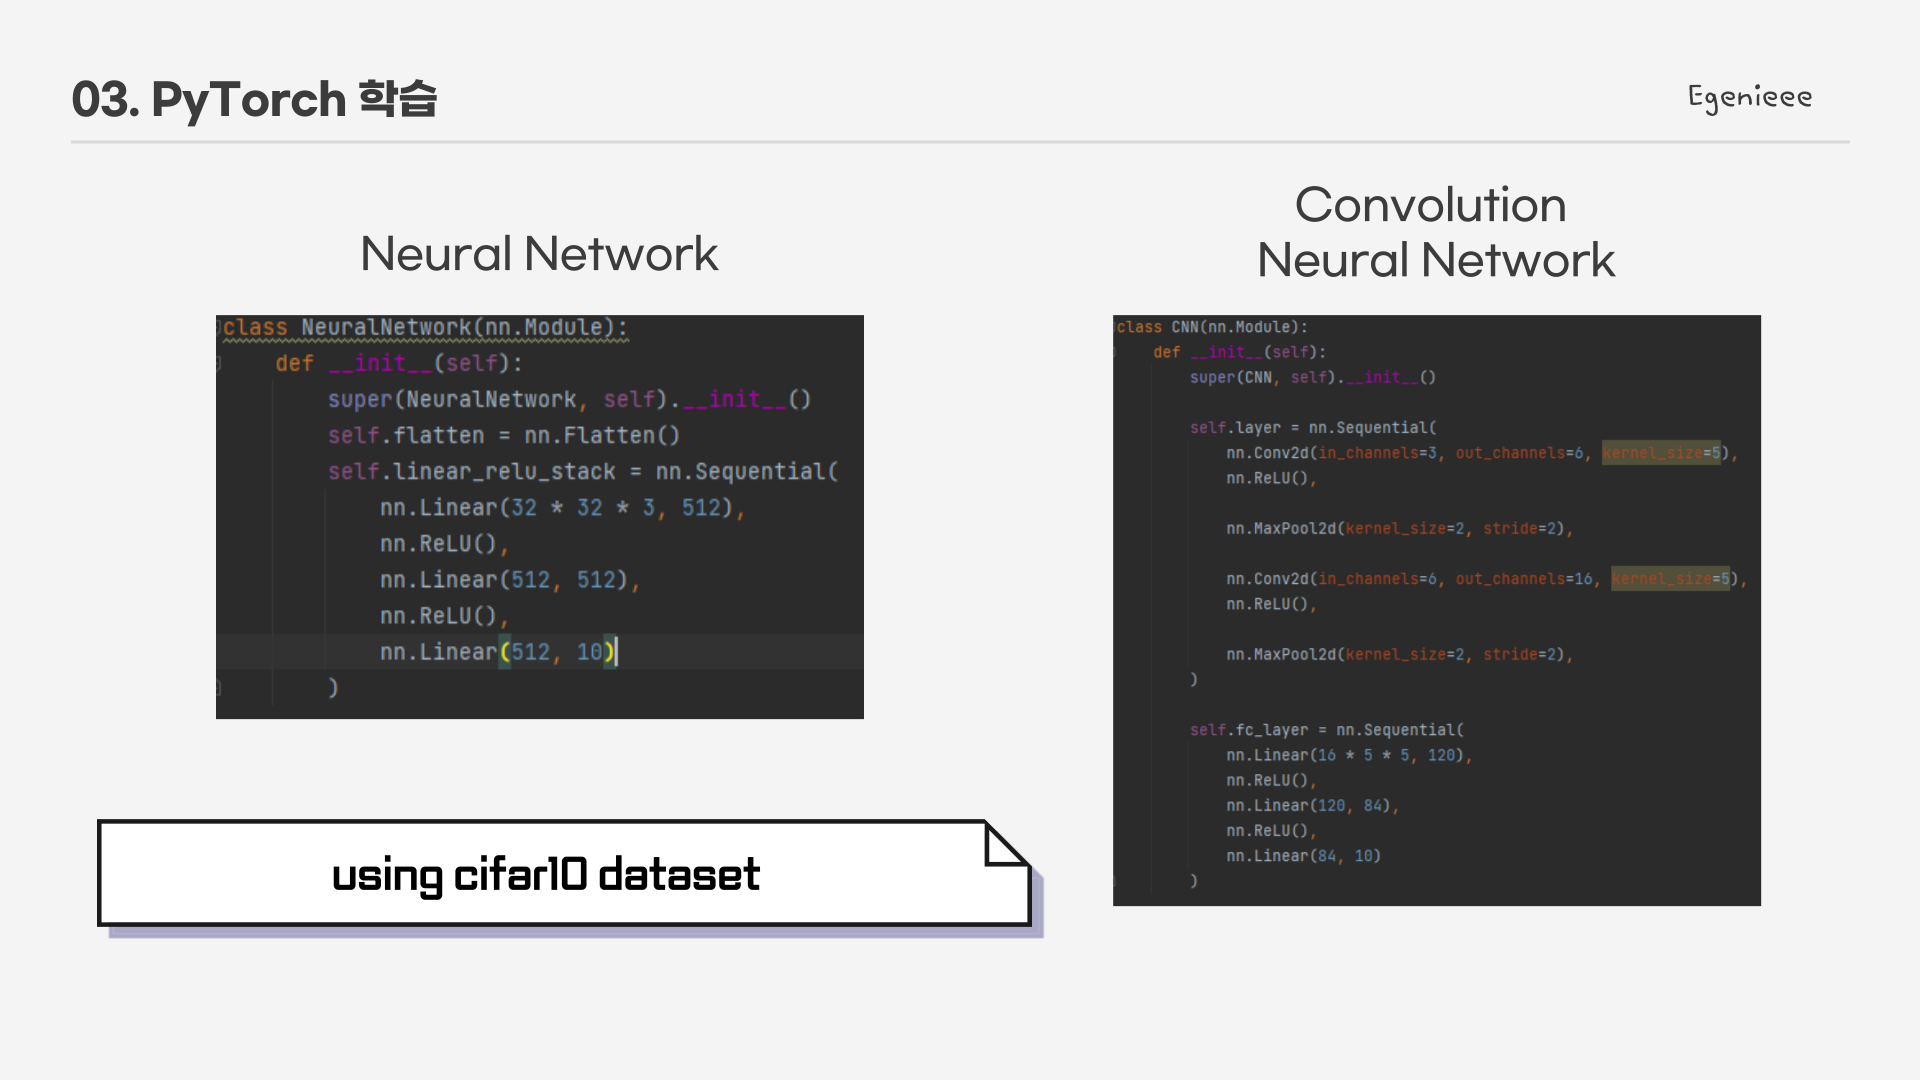 03. PyTorch 학습
Egenieee
Neural Network
class NeuralNetwork(nn.Module):
    def __init__(self):
        super(NeuralNetwork, self).__init__()
        self.flatten = nn.Flatten()
        self.linear_relu_stack = nn.Sequential(
            nn.Linear(32 * 32 * 3, 512),
            nn.ReLU(),
            nn.Linear(512, 512),
            nn.ReLU(),
            nn.Linear(512, 10)
        )
using cifar10 dataset
Convolution
Neural Network
class CNN(nn.Module):
    def __init__(self):
        super(CNN, self).__init__()
        self.layer = nn.Sequential(
            nn.Conv2d(in_channels=3, out_channels=6, kernel_size=5),
            nn.ReLU(),
            nn.MaxPool2d(kernel_size=2, stride=2),
            nn.Conv2d(in_channels=6, out_channels=16, kernel_size=5),
            nn.ReLU(),
            nn.MaxPool2d(kernel_size=2, stride=2),
        )
        self.fc_layer = nn.Sequential(
            nn.Linear(16 * 5 * 5, 120),
            nn.ReLU(),
            nn.Linear(120, 84),
            nn.ReLU(),
            nn.Linear(84, 10)
        )